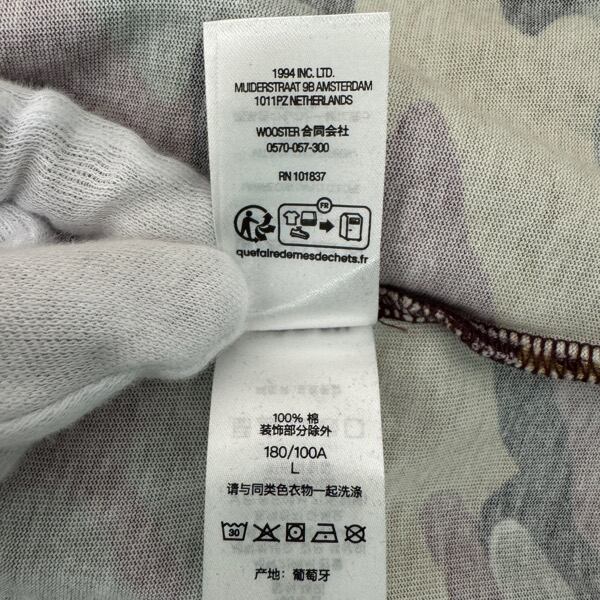 1994 INC. LTD.
MUIDERSTRAAT 9B AMSTERDAM
1011PZ NETHERLANDS
WOOSTER 合同会社
0570-057-300
RN 101837
FR
quefairedemesdechets.fr
100% 棉
装饰部分除外
180/100A
L
请与同类色衣物一起洗涤
30
产地: 葡萄牙